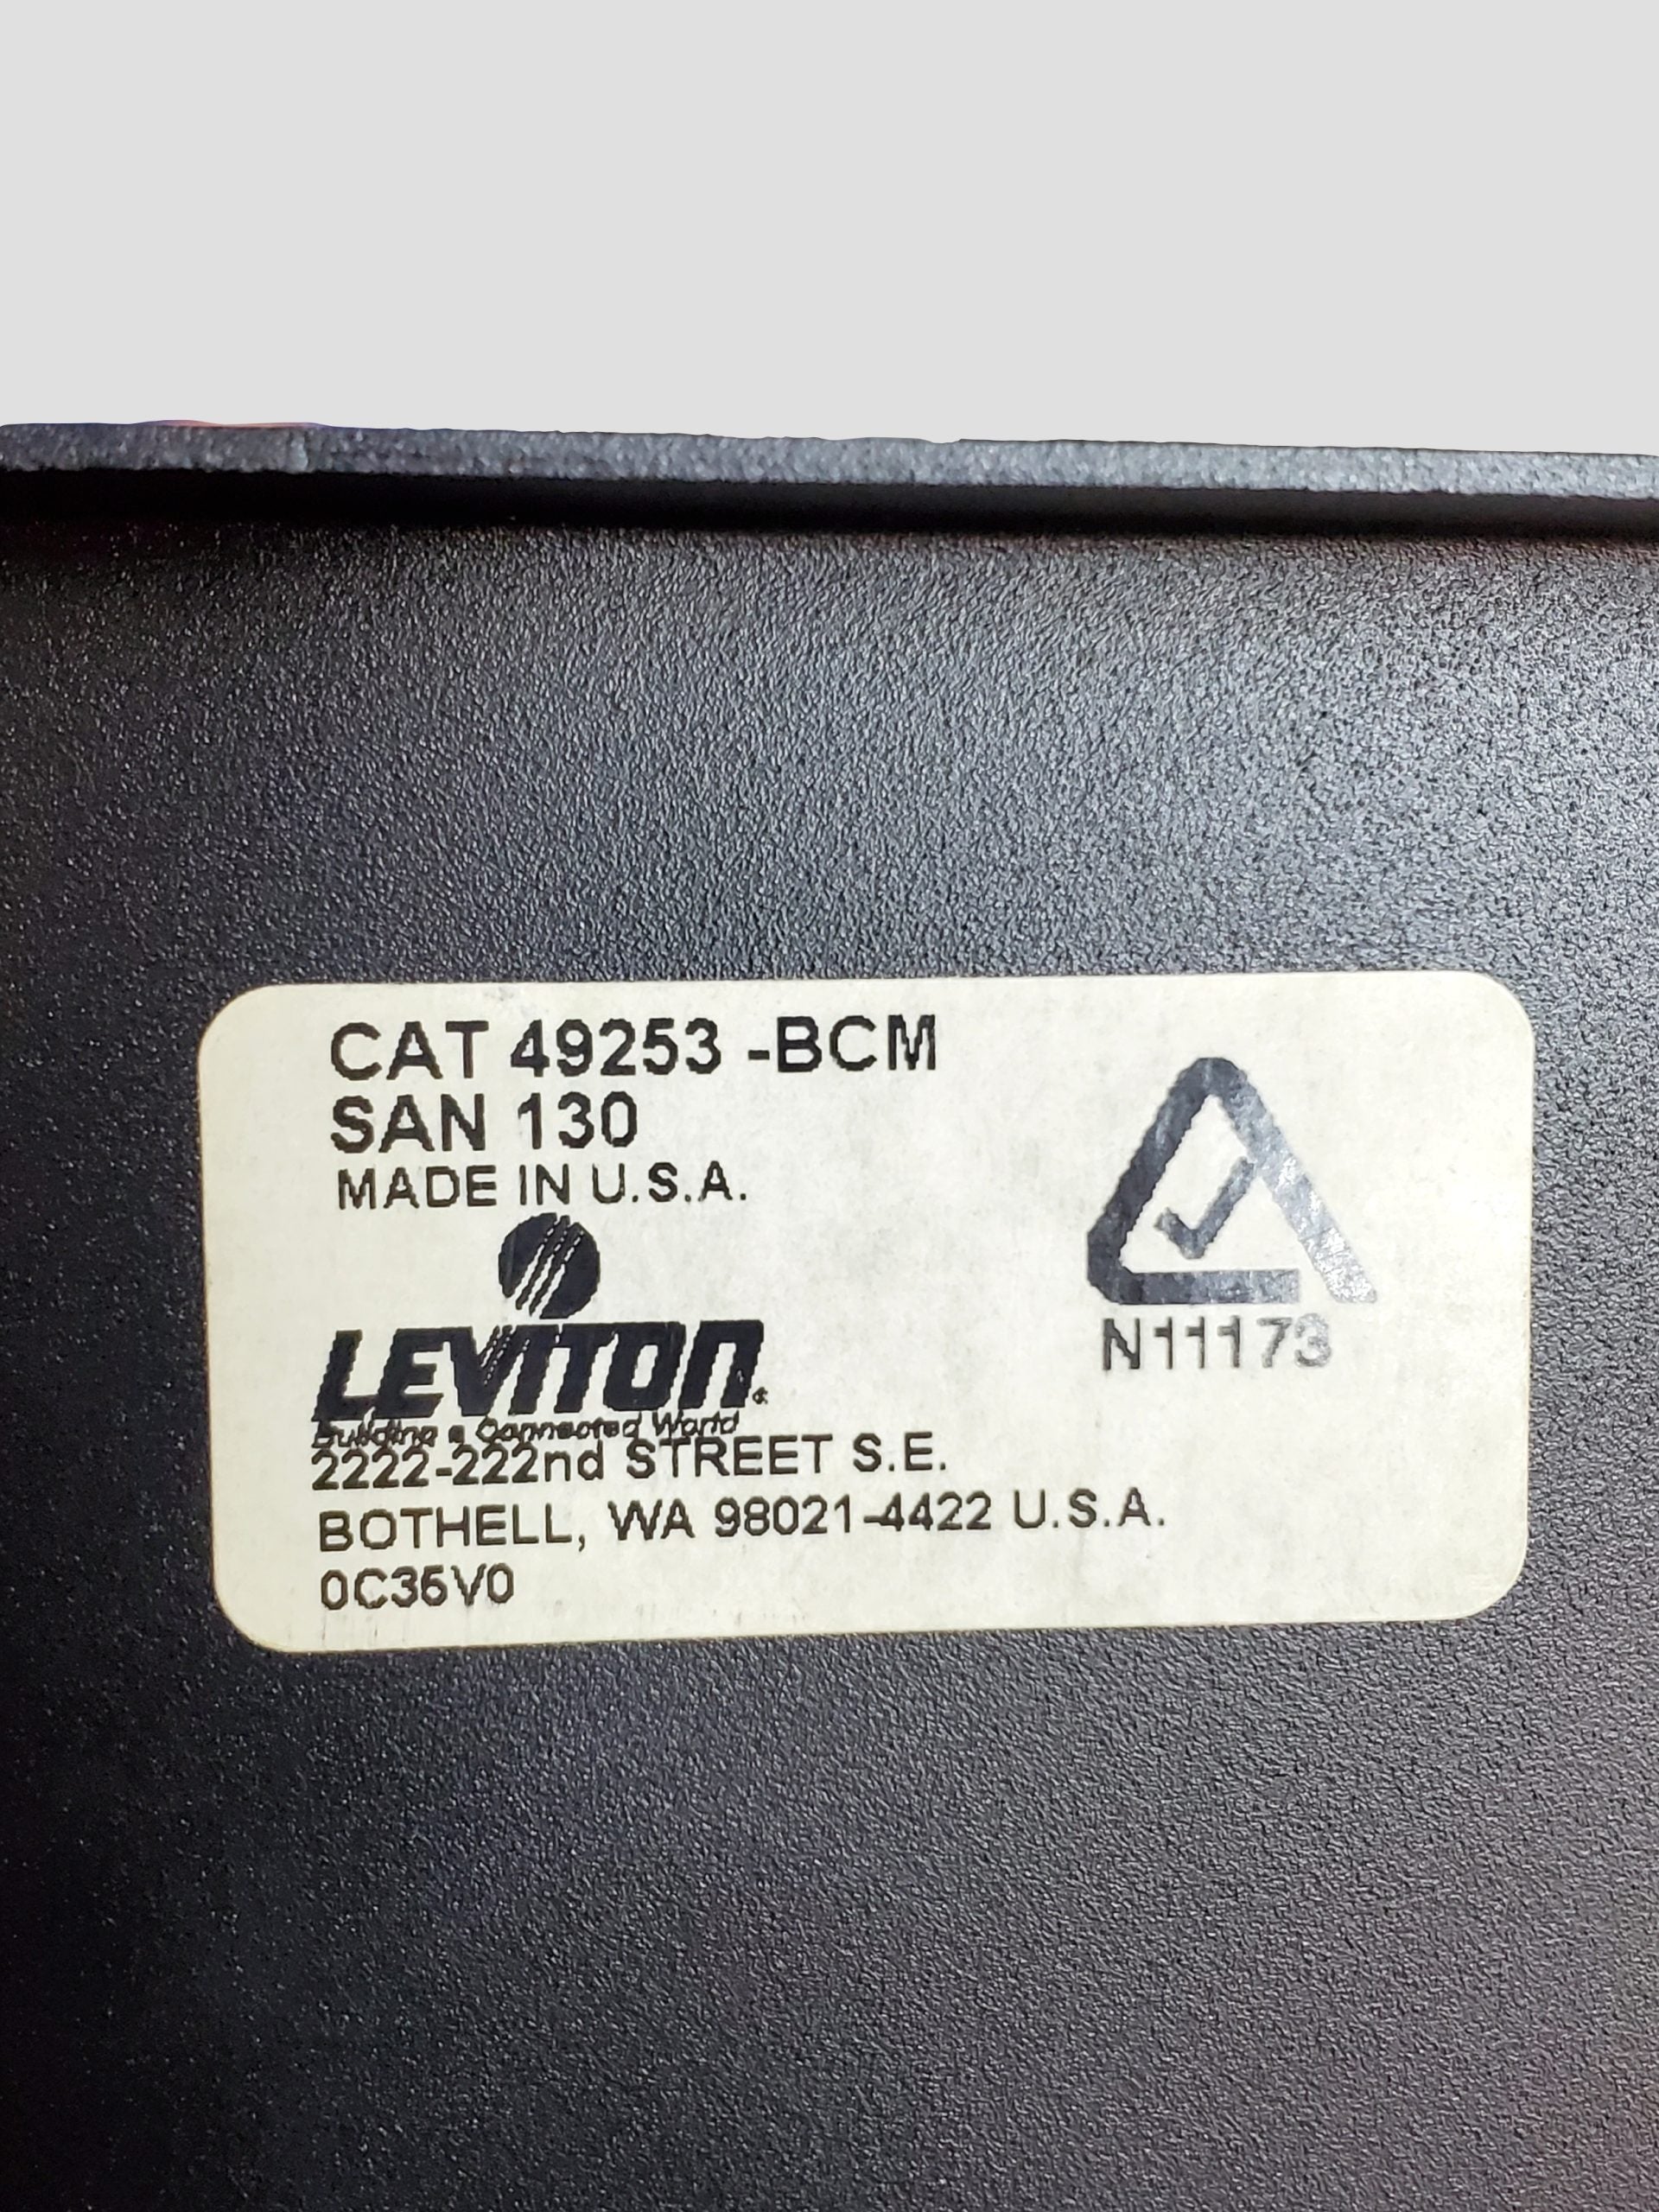 CAT 49253 -BCM
SAN 130
MADE IN U.S.A.
LEVITON
Building a Connected World
2222-222nd STREET S.E.
BOTHELL, WA 98021-4422 U.S.A.
0C36V0
N11173